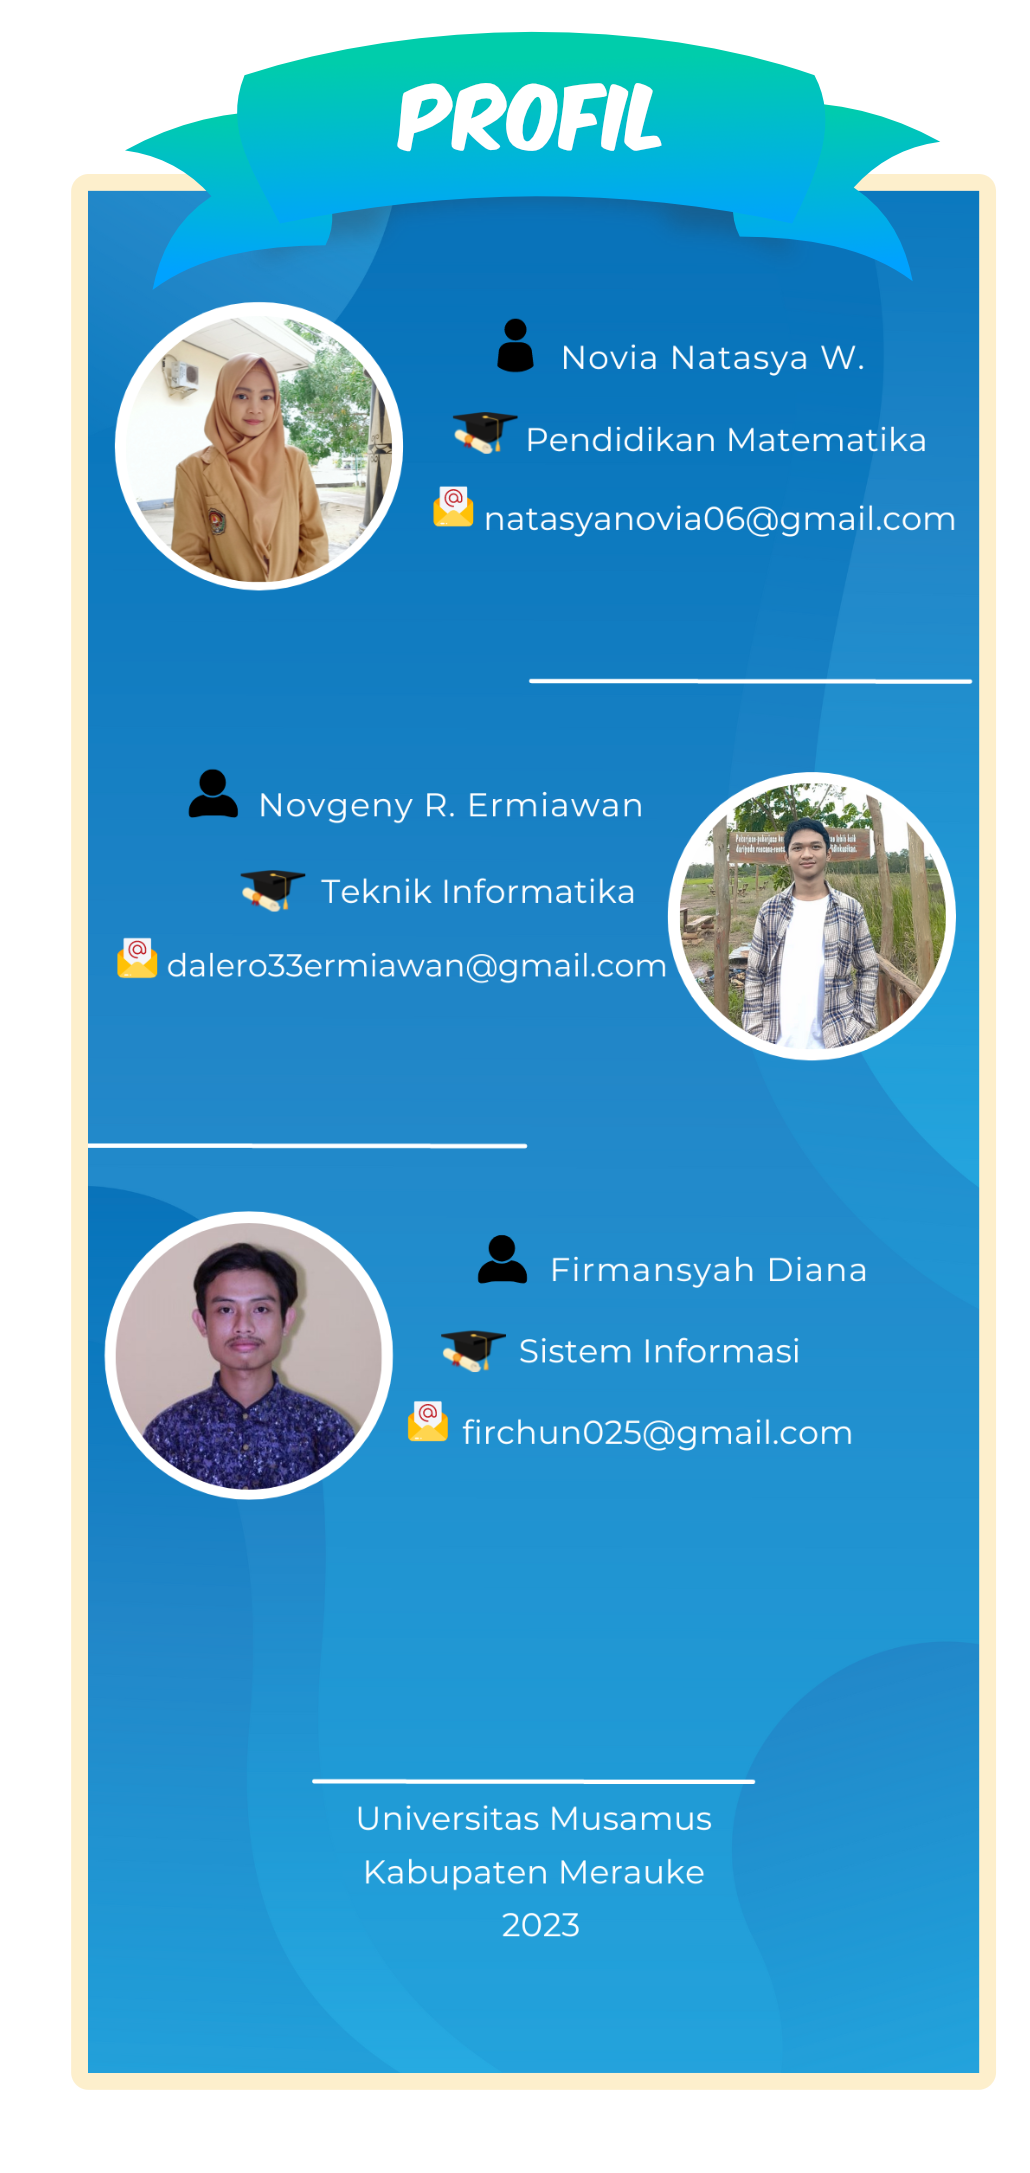 PROFIL
Novia Natasya W.
Pendidikan Matematika
natasyanovia06@gmail.com
Novgeny R. Ermiawan
Teknik Informatika
dalero33ermiawan@gmail.com
Firmansyah Diana
Sistem Informasi
firchun025@gmail.com
Universitas Musamus
Kabupaten Merauke
2023